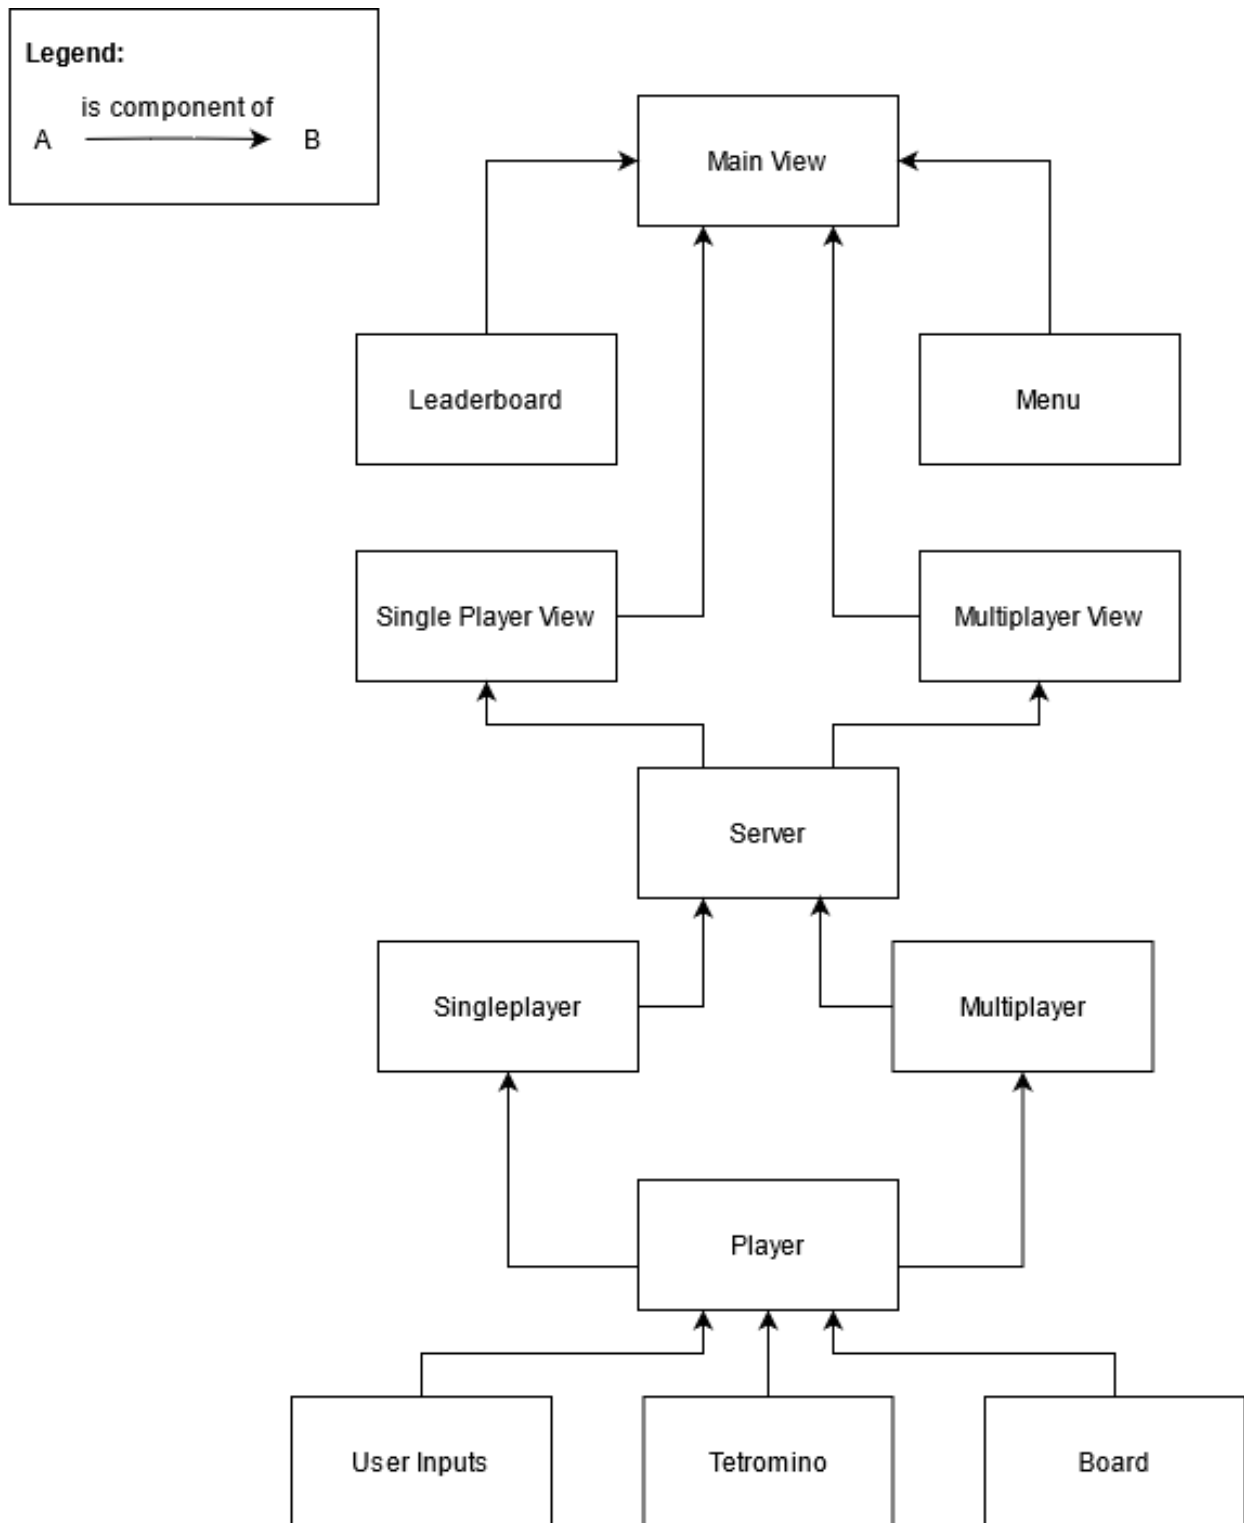 Legend:
is component of
A
B
Main View
Leaderboard
Menu
Single Player View
Multiplayer View
Server
Singleplayer
Multiplayer
Player
User Inputs
Tetromino
Board